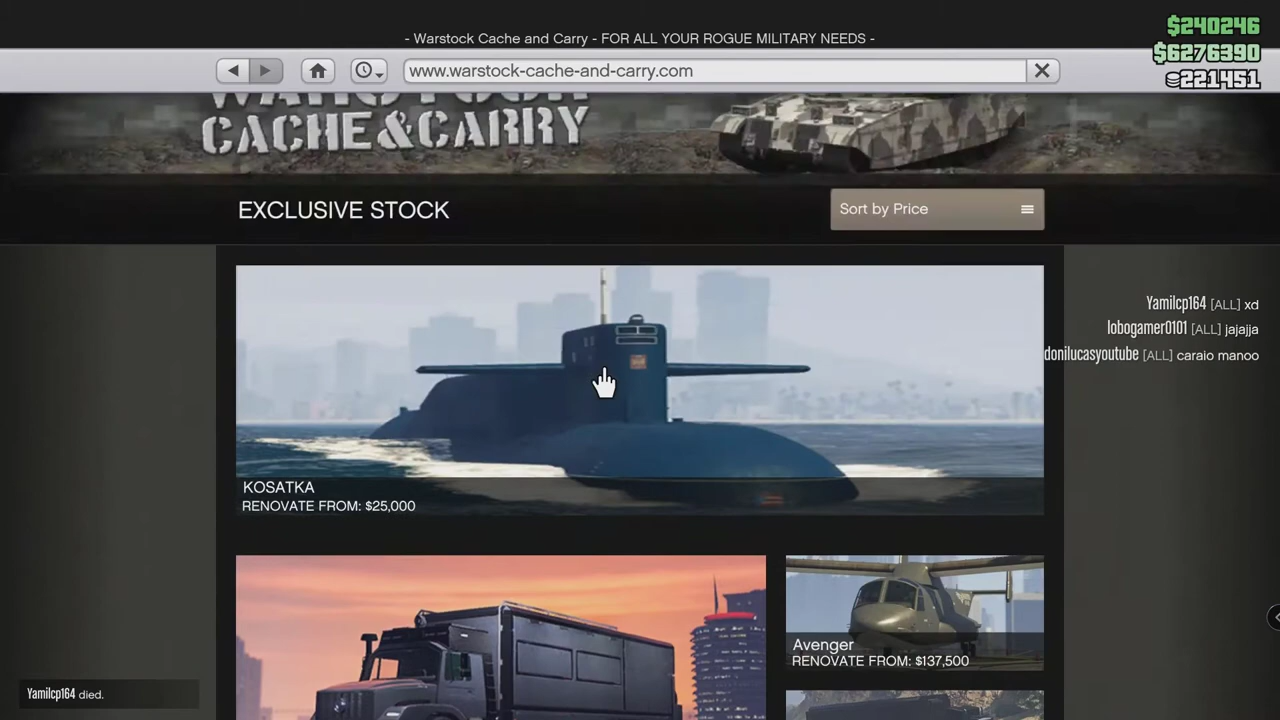 - Warstock Cache and Carry - FOR ALL YOUR ROGUE MILITARY NEEDS -
$240246
$6276390
221451
www.warstock-cache-and-carry.com
WARSTOCK
CACHE&CARRY
EXCLUSIVE STOCK
Sort by Price
Yamilcp164 [ALL] xd
lobogamer0101 [ALL] jajajja
donilucasyoutube [ALL] caraio manoo
KOSATKA
RENOVATE FROM: $25,000
Avenger
RENOVATE FROM: $137,500
Yamilcp164 died.